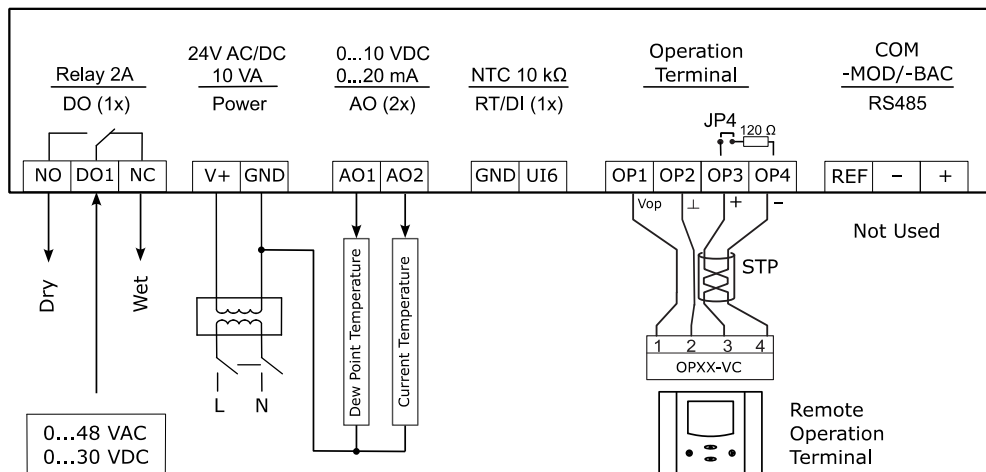 Relay 2A
DO (1x)
24V AC/DC
10 VA
Power
0...10 VDC
0...20 mA
AO (2x)
NTC 10 kΩ
RT/DI (1x)
Operation
Terminal
COM
-MOD/-BAC
RS485
JP4
120 Ω
NO DO1 NC
V+ GND
AO1 AO2
GND UI6
OP1 OP2 OP3 OP4
REF – +
Vop ⊥ + –
Not Used
STP
Dry
Wet
Dew Point Temperature
Current Temperature
1 2 3 4
OPXX-VC
L N
0...48 VAC
0...30 VDC
Remote
Operation
Terminal